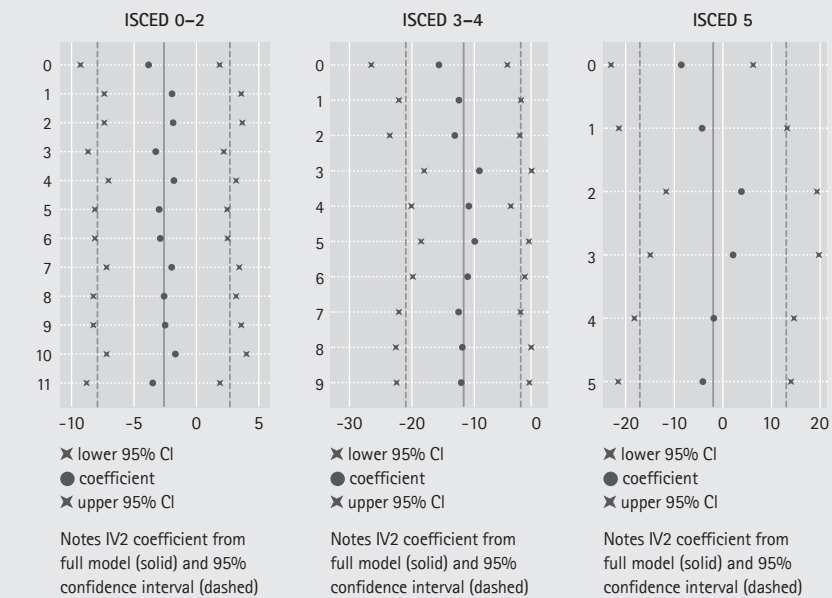 ISCED 0–2
0
1
2
3
4
5
6
7
8
9
10
11
-10 -5 0 5
lower 95% CI
coefficient
upper 95% CI
Notes IV2 coefficient from
full model (solid) and 95%
confidence interval (dashed)
ISCED 3–4
0
1
2
3
4
5
6
7
8
9
-30 -20 -10 0
lower 95% CI
coefficient
upper 95% CI
Notes IV2 coefficient from
full model (solid) and 95%
confidence interval (dashed)
ISCED 5
0
1
2
3
4
5
-20 -10 0 10 20
lower 95% CI
coefficient
upper 95% CI
Notes IV2 coefficient from
full model (solid) and 95%
confidence interval (dashed)